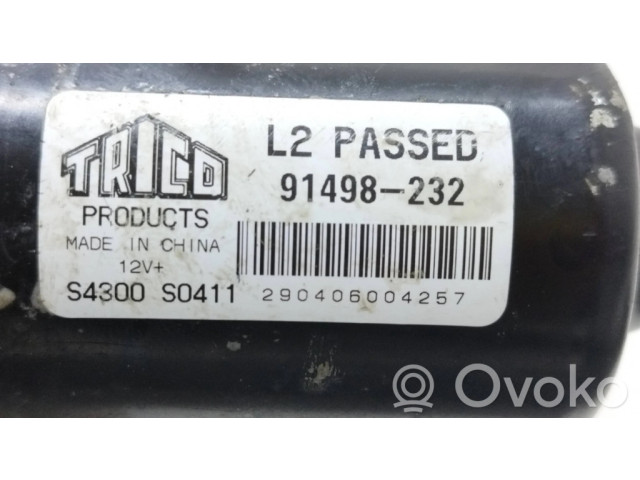 TRICO
PRODUCTS
MADE IN CHINA
12V+
S4300 S0411
L2 PASSED
91498-232
290406004257
Ovoko